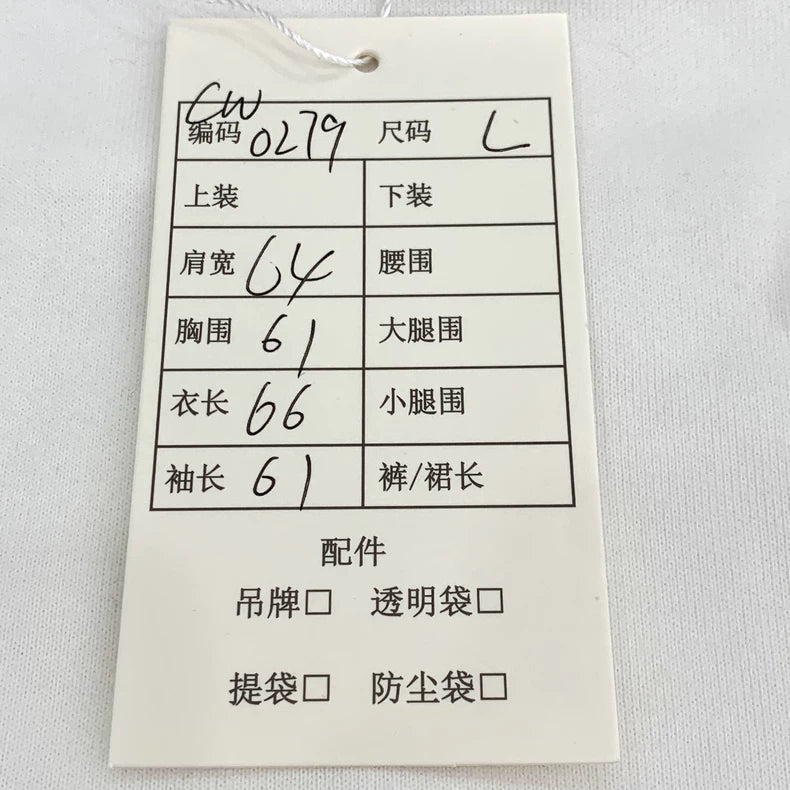 CW
编码 0279 尺码 L
上装 下装
肩宽 64 腰围
胸围 61 大腿围
衣长 66 小腿围
袖长 61 裤/裙长
配件
吊牌□ 透明袋□
提袋□ 防尘袋□